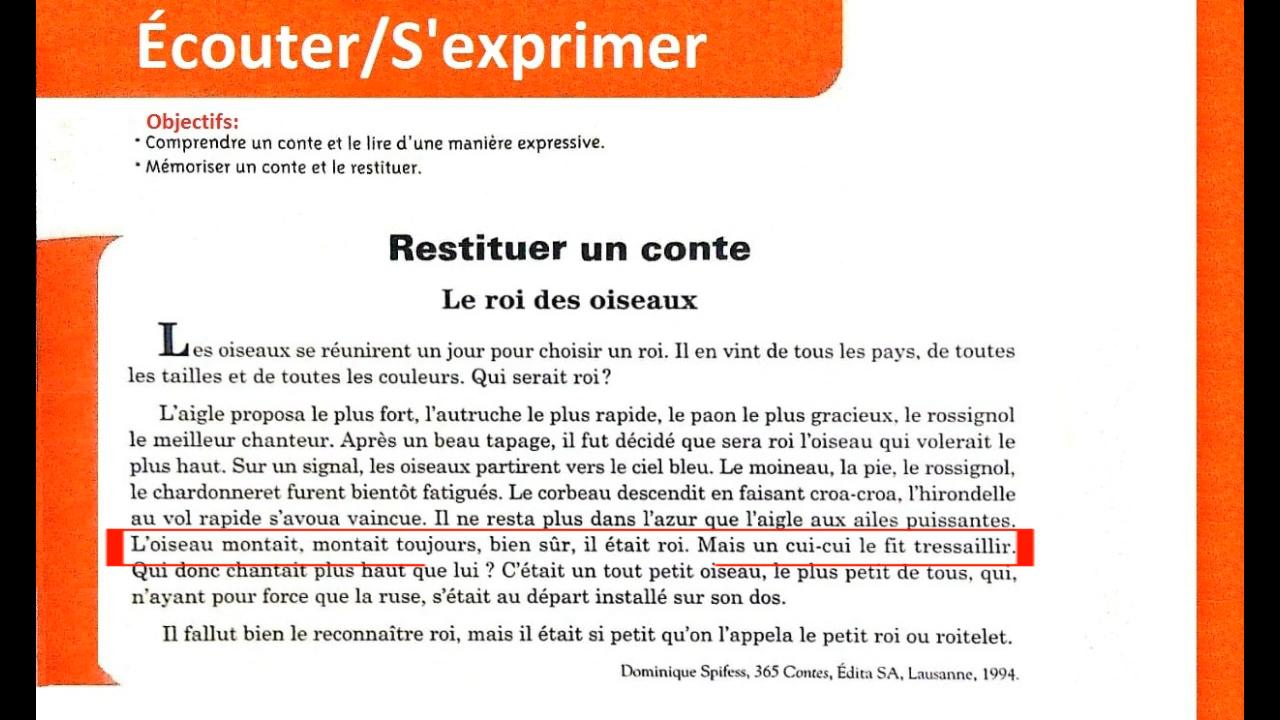 Écouter/S'exprimer
Objectifs:
• Comprendre un conte et le lire d'une manière expressive.
• Mémoriser un conte et le restituer.
Restituer un conte
Le roi des oiseaux
Les oiseaux se réunirent un jour pour choisir un roi. Il en vint de tous les pays, de toutes
les tailles et de toutes les couleurs. Qui serait roi?
L'aigle proposa le plus fort, l'autruche le plus rapide, le paon le plus gracieux, le rossignol
le meilleur chanteur. Après un beau tapage, il fut décidé que sera roi l'oiseau qui volerait le
plus haut. Sur un signal, les oiseaux partirent vers le ciel bleu. Le moineau, la pie, le rossignol,
le chardonneret furent bientôt fatigués. Le corbeau descendit en faisant croa-croa, l'hirondelle
au vol rapide s'avoua vaincue. Il ne resta plus dans l'azur que l'aigle aux ailes puissantes.
L'oiseau montait, montait toujours, bien sûr, il était roi. Mais un cui-cui le fit tressaillir.
Qui donc chantait plus haut que lui ? C'était un tout petit oiseau, le plus petit de tous, qui,
n'ayant pour force que la ruse, s'était au départ installé sur son dos.
Il fallut bien le reconnaître roi, mais il était si petit qu'on l'appela le petit roi ou roitelet.
Dominique Spifess, 365 Contes, Édita SA, Lausanne, 1994.